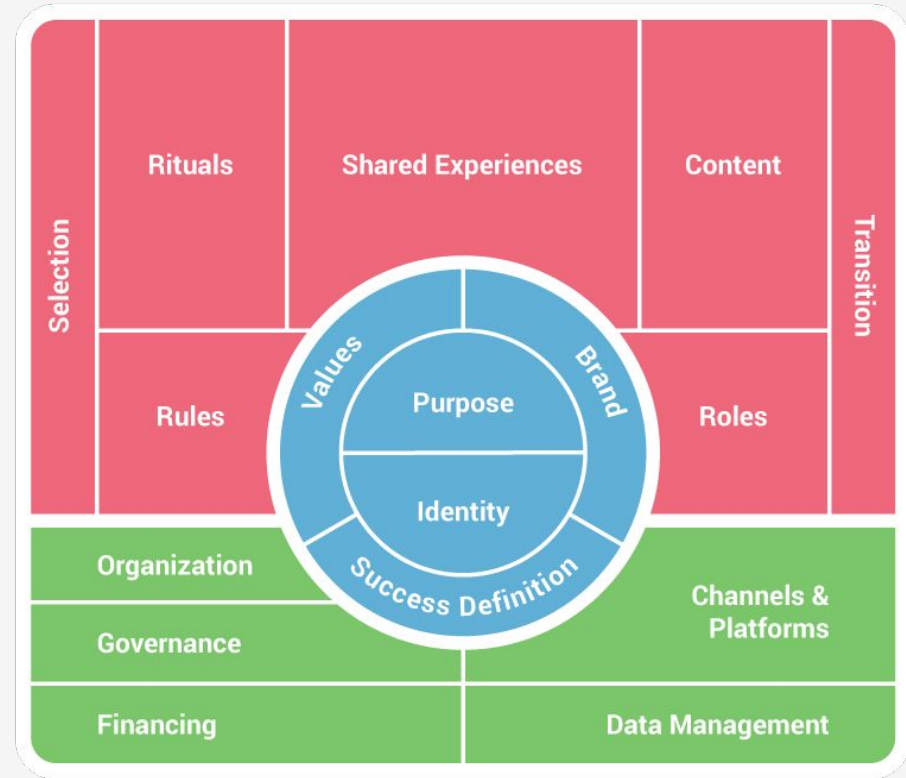 Selection
Rituals
Shared Experiences
Content
Transition
Rules
Roles
Values
Brand
Purpose
Identity
Success Definition
Organization
Governance
Financing
Channels &
Platforms
Data Management